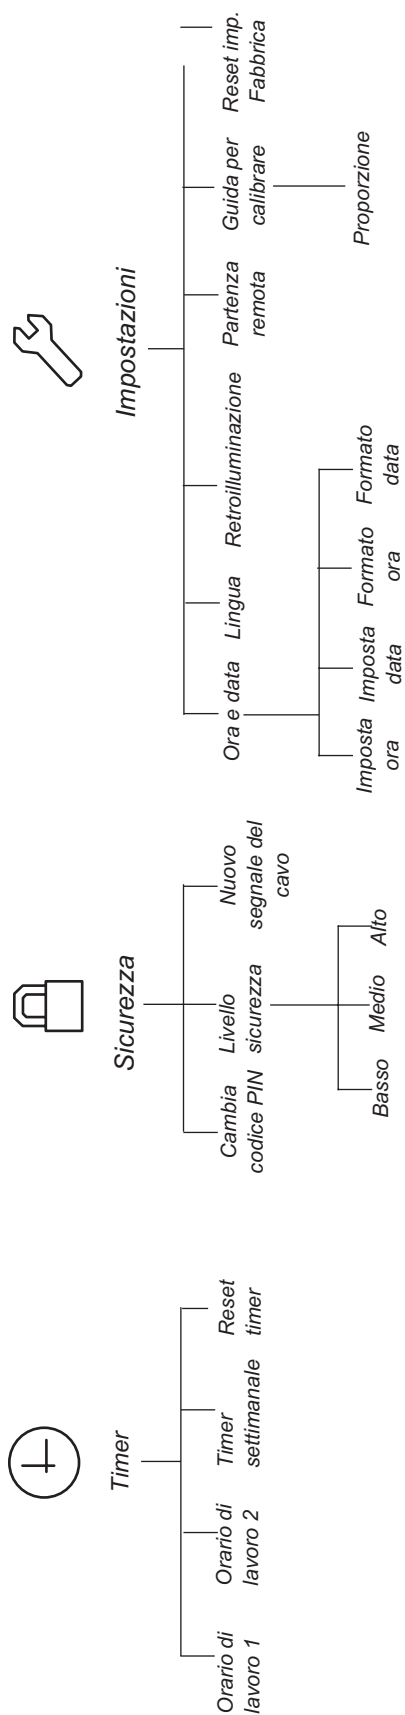 Timer
Orario di
lavoro 1
Orario di
lavoro 2
Timer
settimanale
Reset
timer
Sicurezza
Cambia
codice PIN
Livello
sicurezza
Nuovo
segnale del
cavo
Basso
Medio
Alto
Impostazioni
Ora e data
Lingua
Retroilluminazione
Partenza
remota
Guida per
calibrare
Reset imp.
Fabbrica
Imposta
ora
Imposta
data
Formato
ora
Formato
data
Proporzione